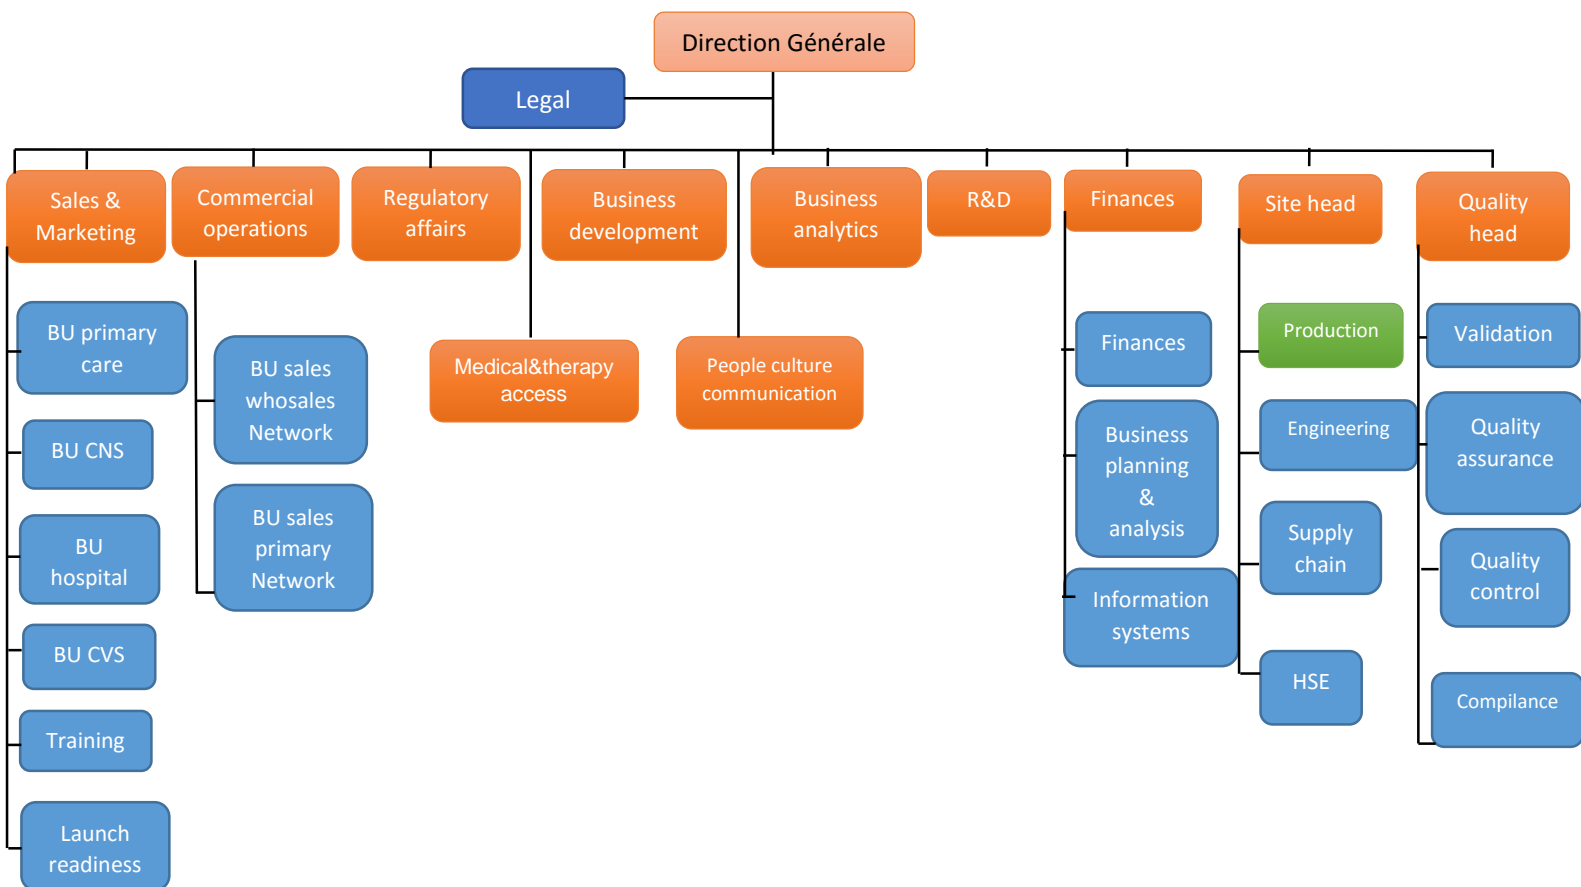 Direction Générale
Legal
Sales &
Marketing
Commercial
operations
Regulatory
affairs
Business
development
Business
analytics
R&D
Finances
Site head
Quality
head
Medical&therapy
access
People culture
communication
BU primary
care
BU CNS
BU
hospital
BU CVS
Training
Launch
readiness
BU sales
whosales
Network
BU sales
primary
Network
Finances
Business
planning
&
analysis
Information
systems
Production
Engineering
Supply
chain
HSE
Validation
Quality
assurance
Quality
control
Compilance